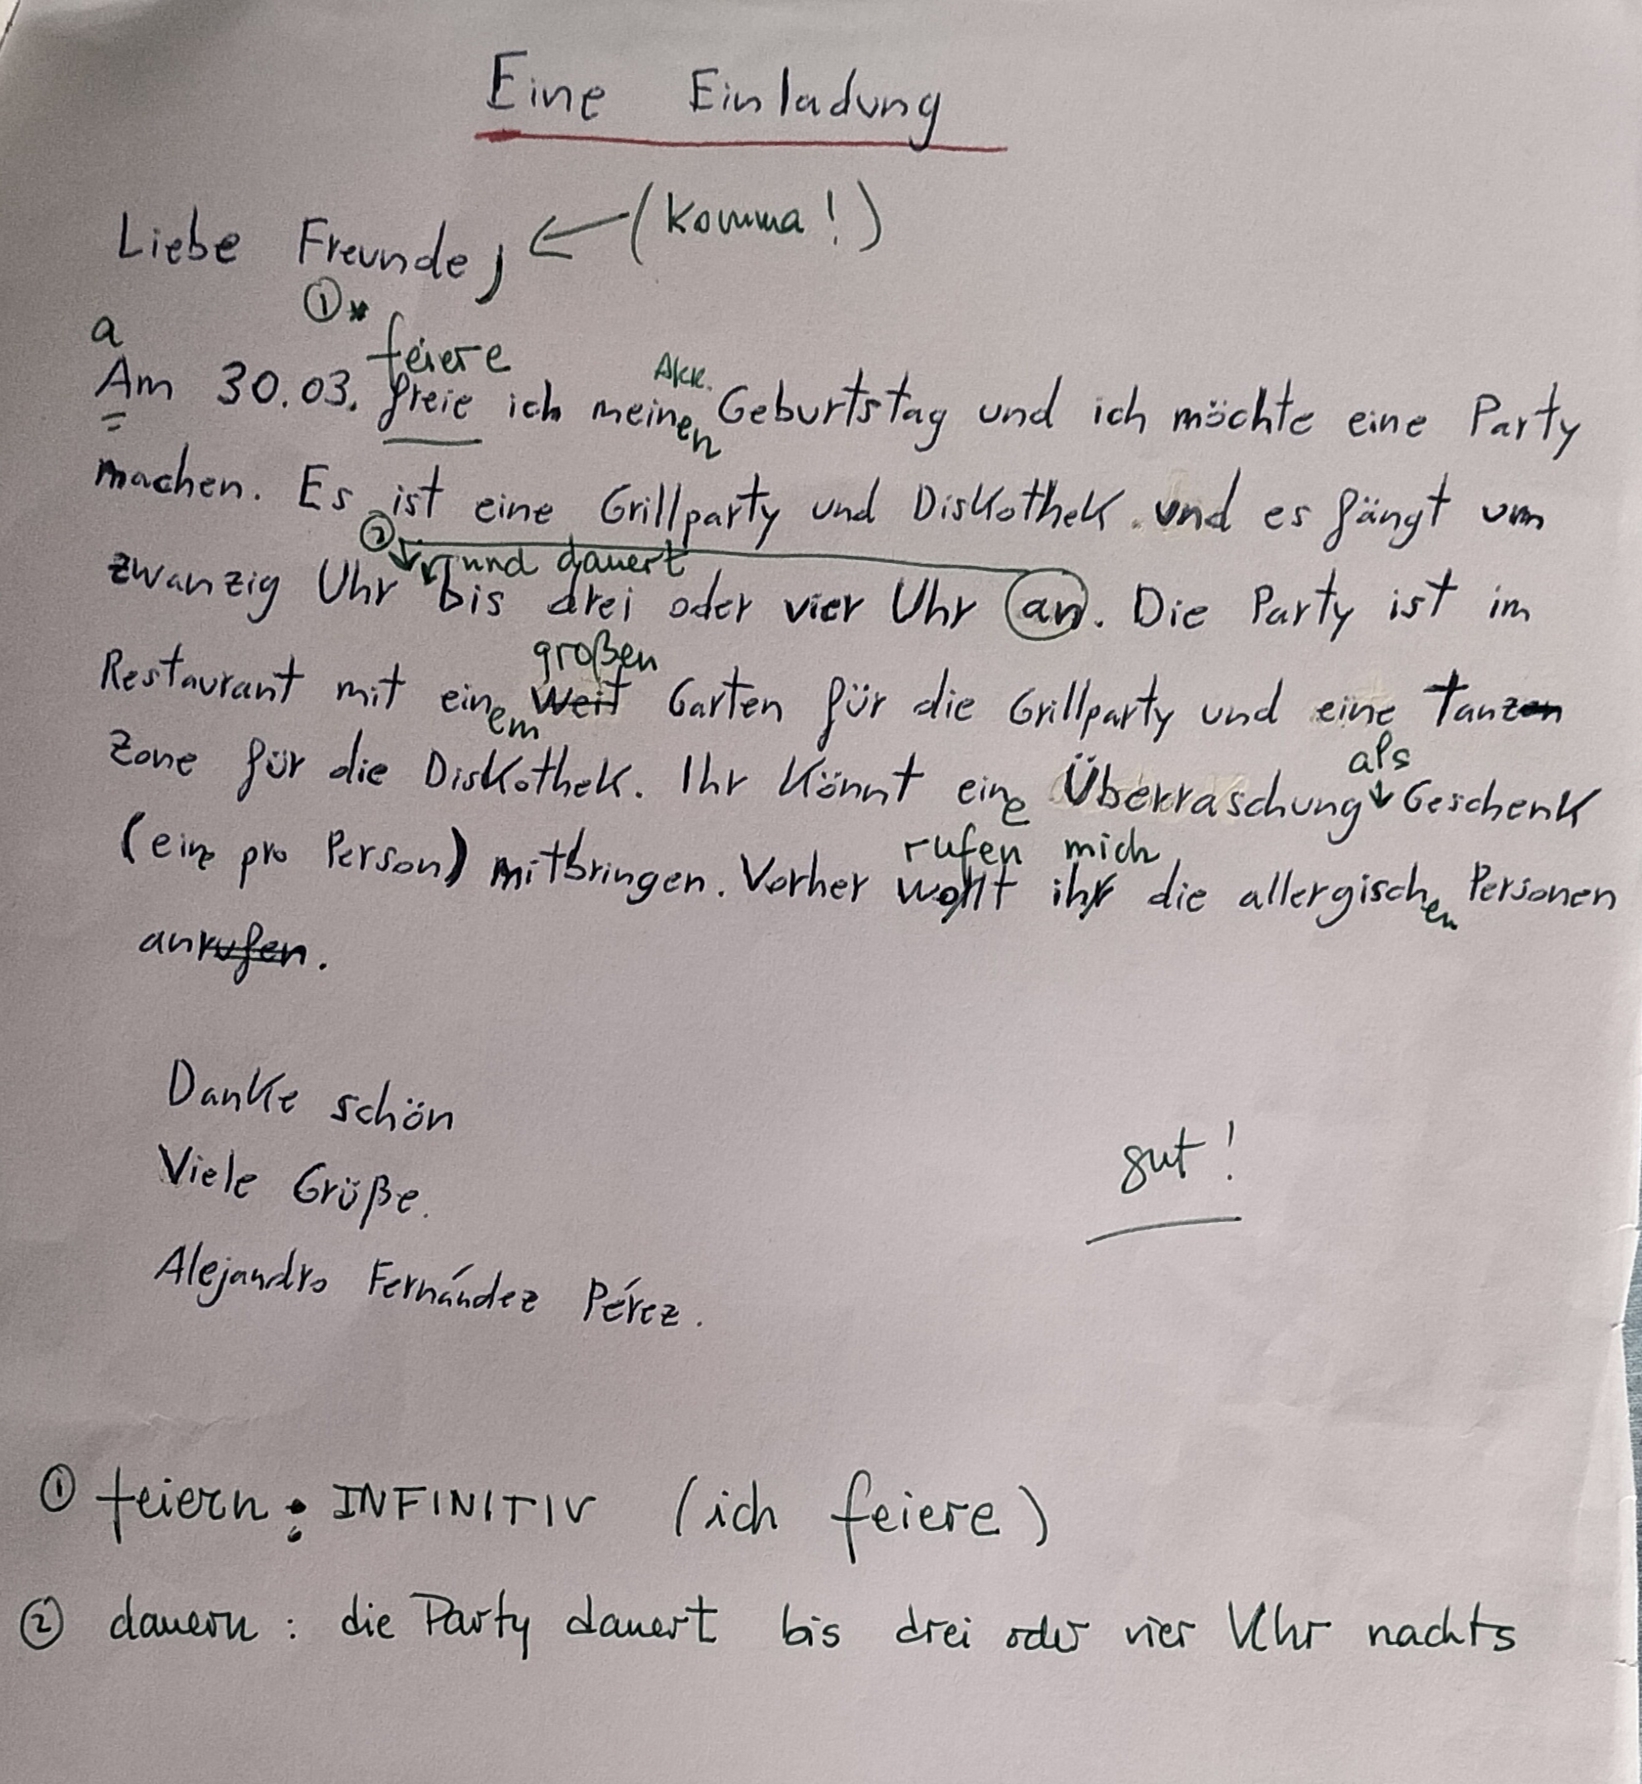 Eine Einladung
Liebe Freunde, ← (Komma!)
①*
a feiere Akk.
Am 30.03. freie ich meinen Geburtstag und ich möchte eine Party
machen. Es ist eine Grillparty und Diskothek und es fängt um
② und dauert
zwanzig Uhr bis drei oder vier Uhr an. Die Party ist im
großen
Restaurant mit einem Weit Garten für die Grillparty und eine Tanzen
als
Zone für die Diskothek. Ihr könnt eine Überraschung Geschenk
rufen mich
(eine pro Person) mitbringen. Vorher wollt ihr die allergischen Personen
anrufen.
Danke schön
Viele Grüße.
gut!
Alejandro Fernández Pérez.
① feiern: INFINITIV (ich feiere)
② dauern: die Party dauert bis drei oder vier Uhr nachts